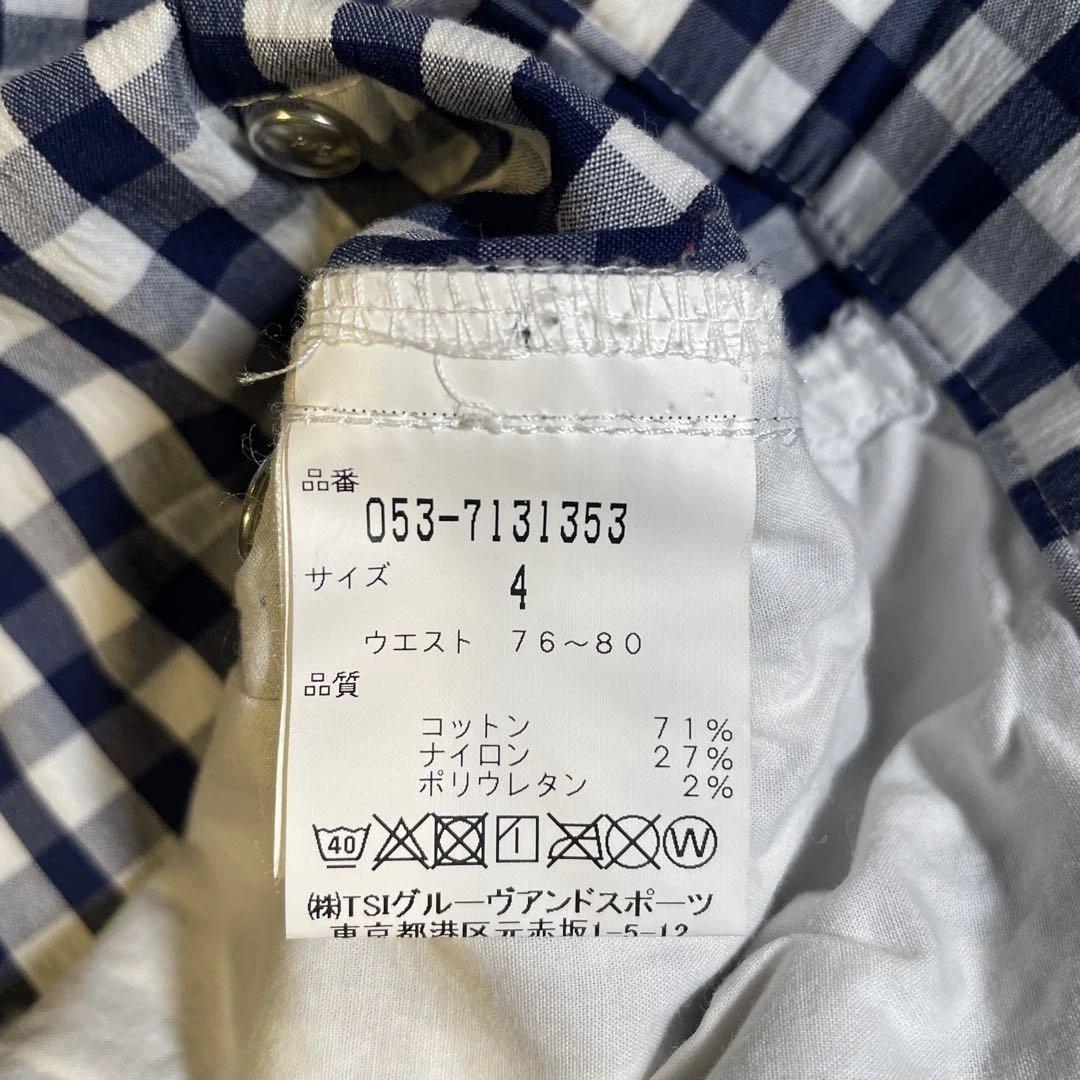 品番
053-7131353
サイズ
4
ウエスト 76～80
品質
コットン 71%
ナイロン 27%
ポリウレタン 2%
40 W
㈱TSIグルーヴアンドスポーツ
東京都港区元赤坂1-5-12